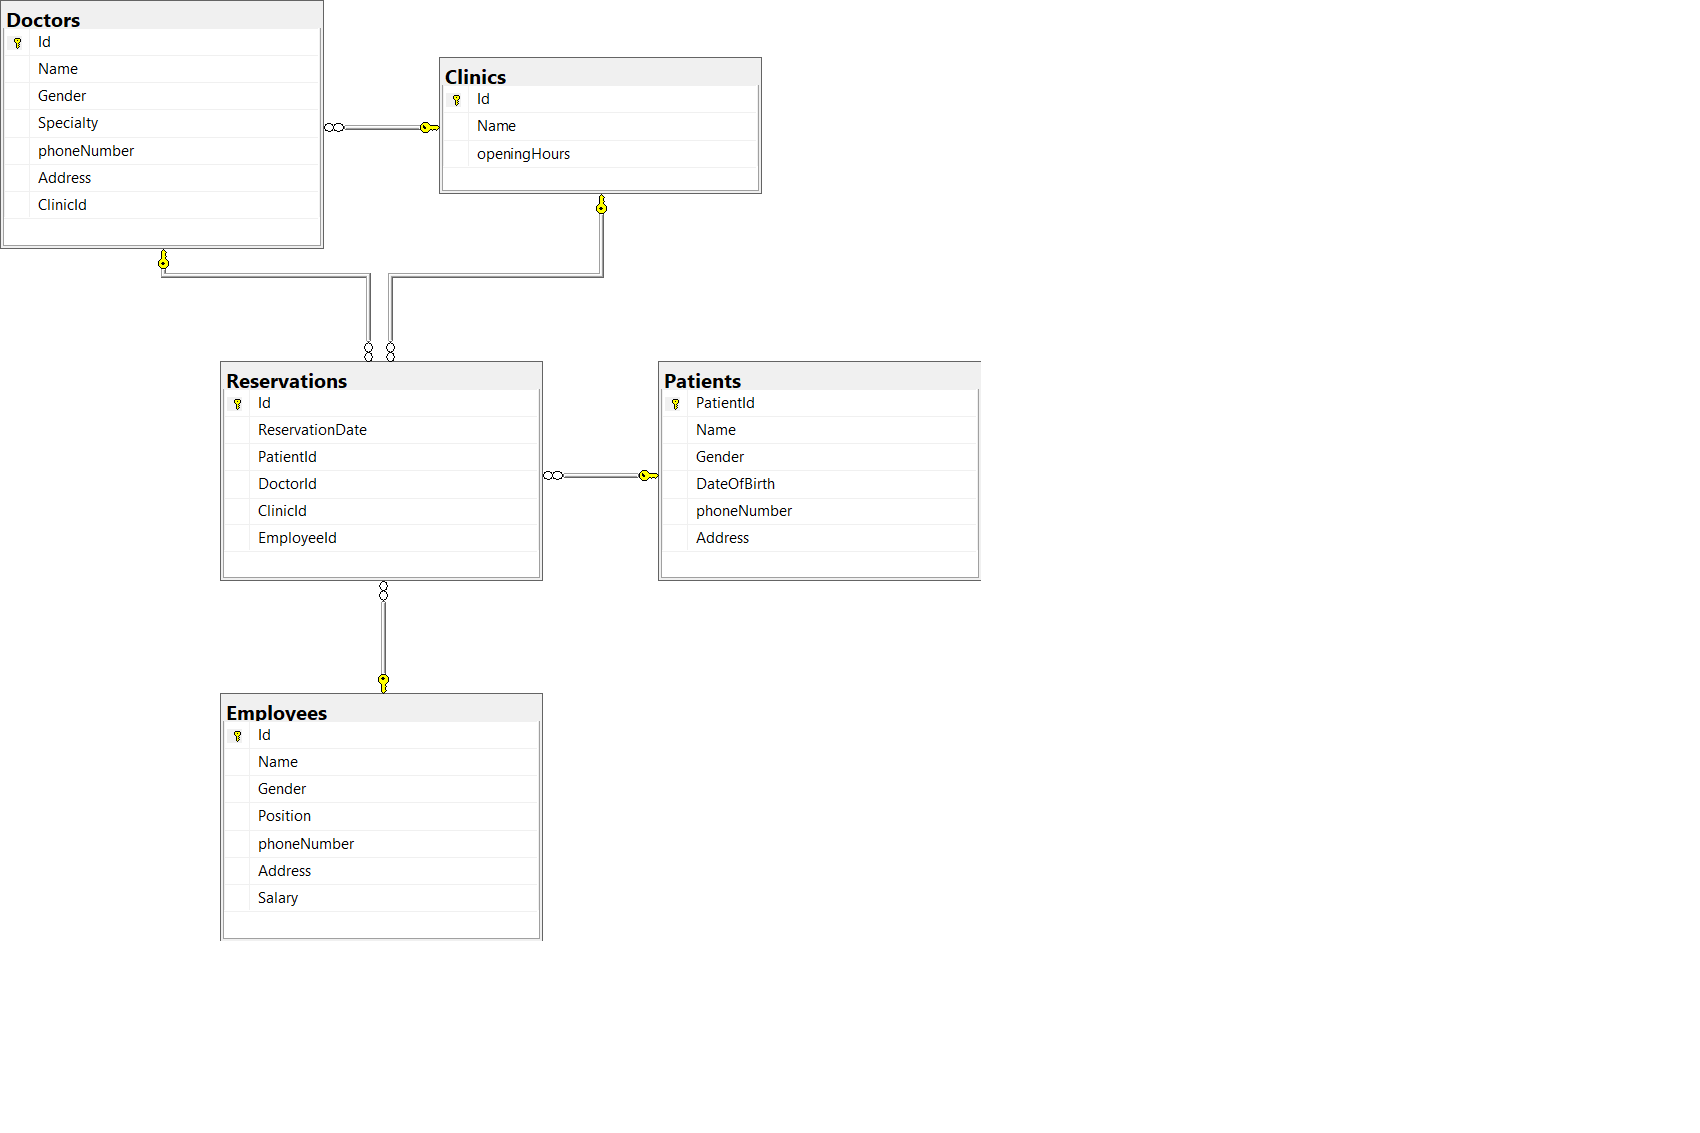 Doctors
Id
Name
Gender
Specialty
phoneNumber
Address
ClinicId
Clinics
Id
Name
openingHours
Reservations
Id
ReservationDate
PatientId
DoctorId
ClinicId
EmployeeId
Patients
PatientId
Name
Gender
DateOfBirth
phoneNumber
Address
Employees
Id
Name
Gender
Position
phoneNumber
Address
Salary